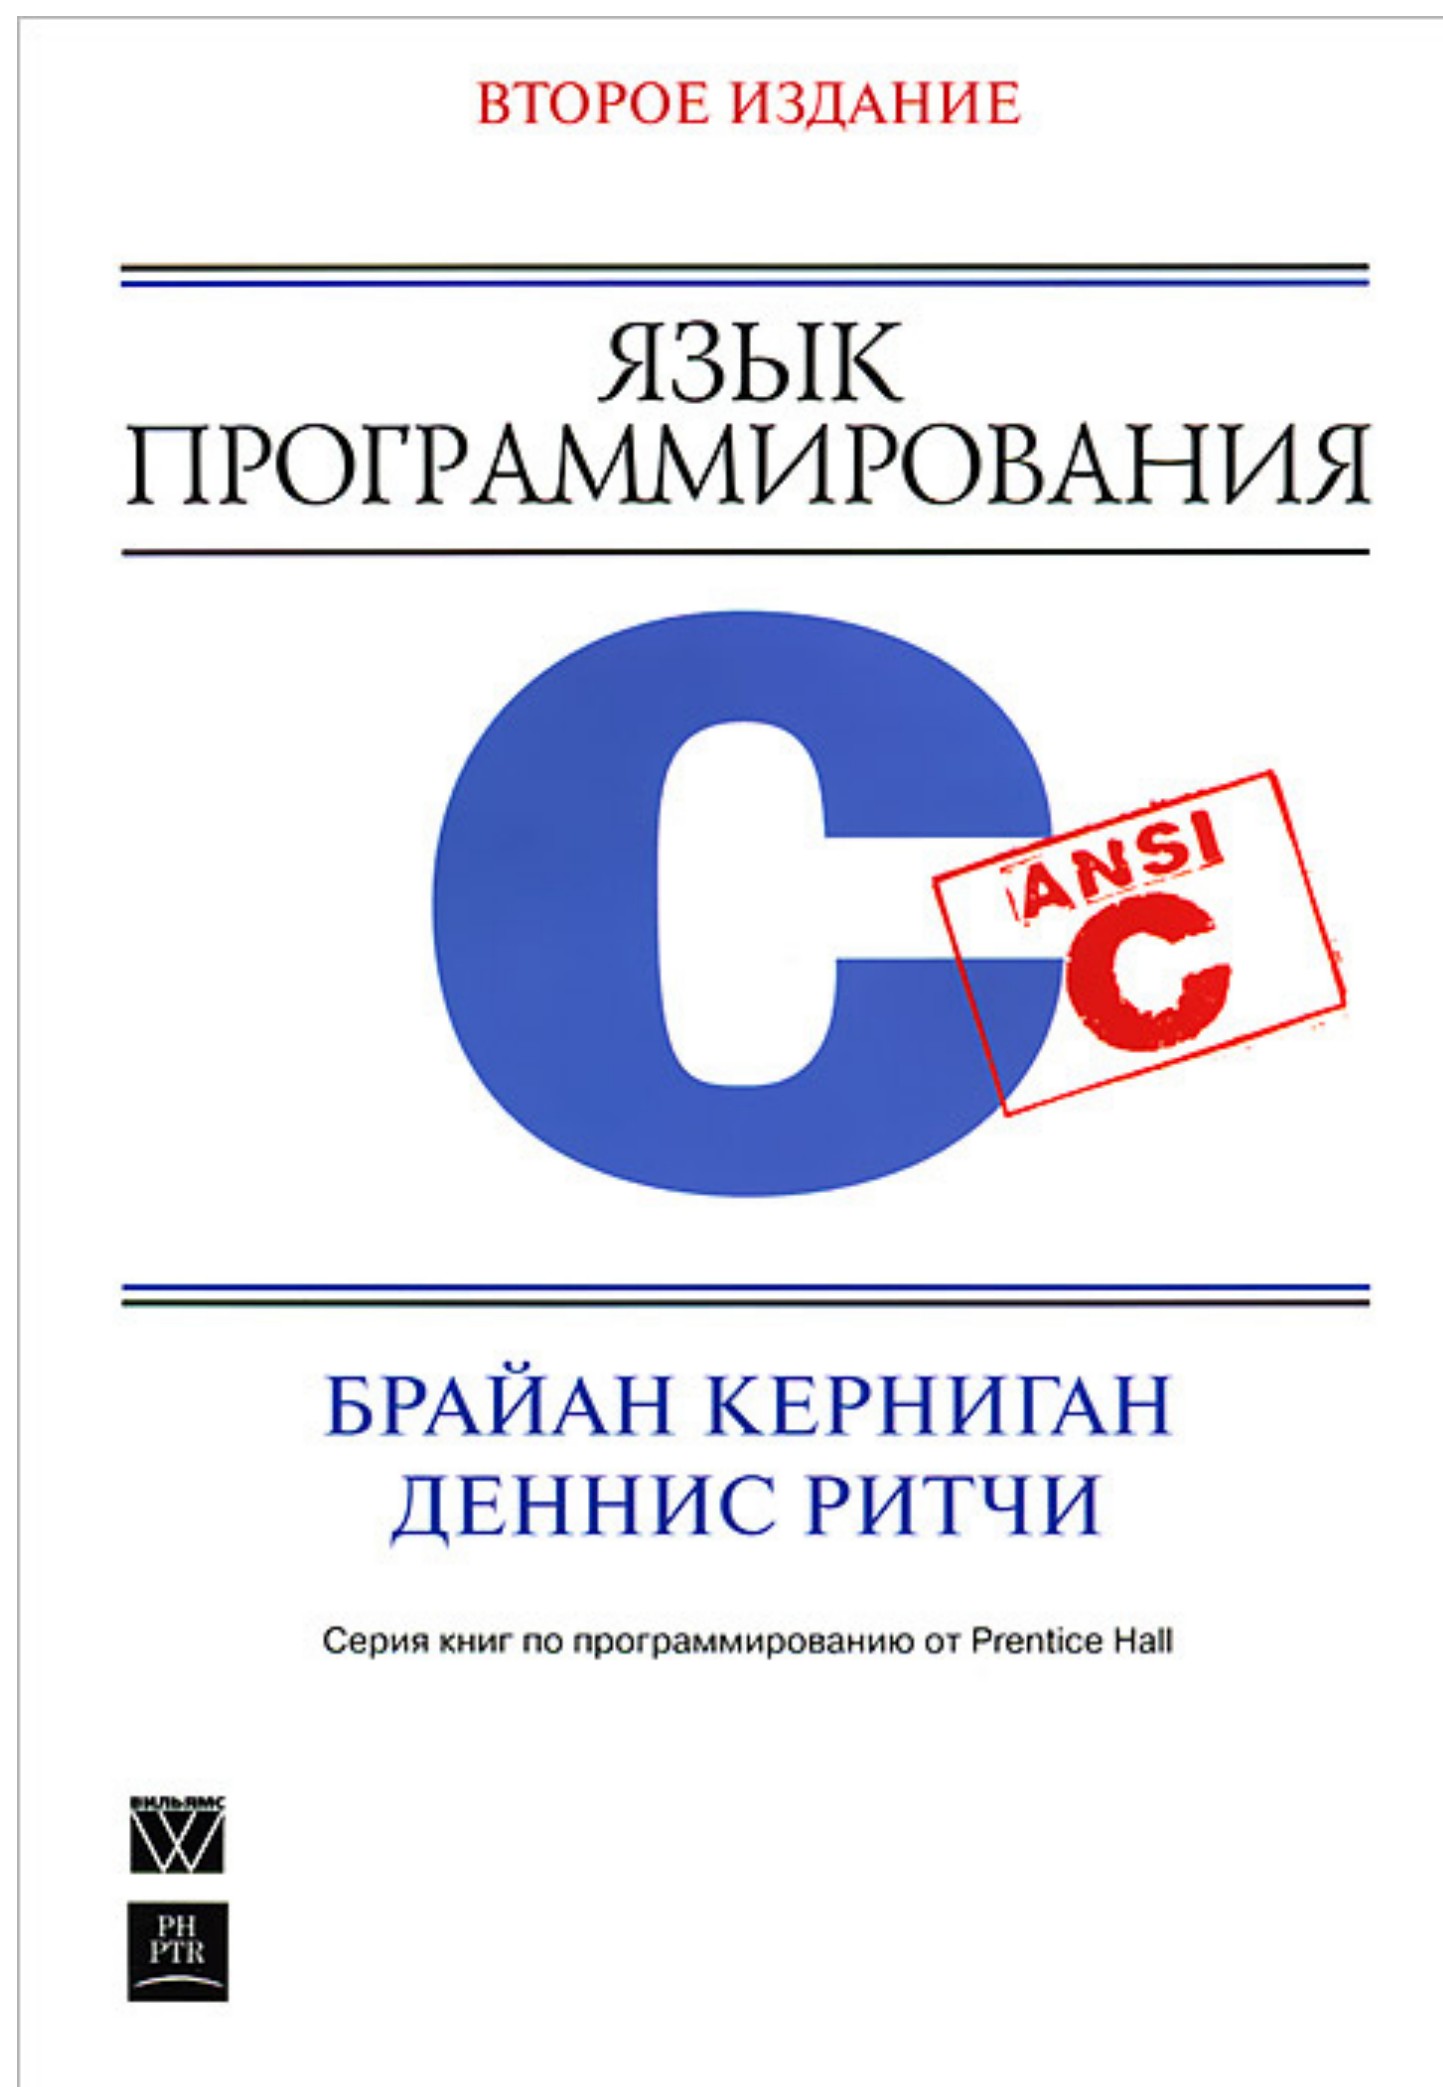 ВТОРОЕ ИЗДАНИЕ
ЯЗЫК
ПРОГРАММИРОВАНИЯ
C
ANSI
C
БРАЙАН КЕРНИГАН
ДЕННИС РИТЧИ
Серия книг по программированию от Prentice Hall
ВИЛЬЯМС
W
PH
PTR